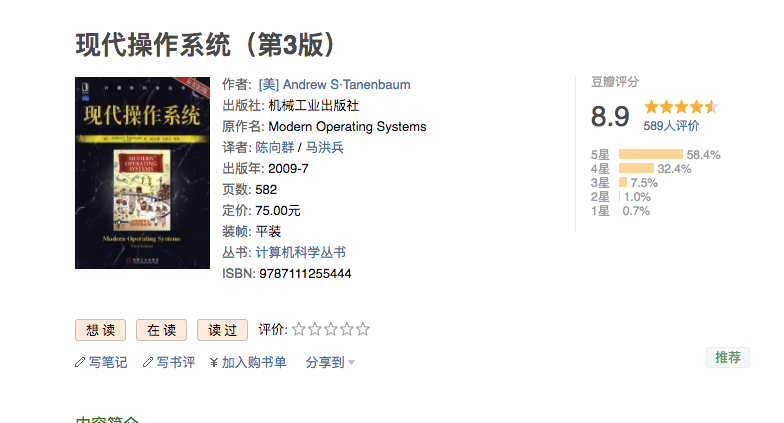 现代操作系统（第3版）
计算机科学丛书
现代操作系统
MODERN
OPERATING
SYSTEMS
Modern Operating Systems
作者: [美] Andrew S·Tanenbaum
出版社: 机械工业出版社
原作名: Modern Operating Systems
译者: 陈向群 / 马洪兵
出版年: 2009-7
页数: 582
定价: 75.00元
装帧: 平装
丛书: 计算机科学丛书
ISBN: 9787111255444
豆瓣评分
8.9
589人评价
5星 58.4%
4星 32.4%
3星 7.5%
2星 1.0%
1星 0.7%
想读 在读 读过 评价:
写笔记 写书评 ¥ 加入购书单 分享到
推荐
内容简介